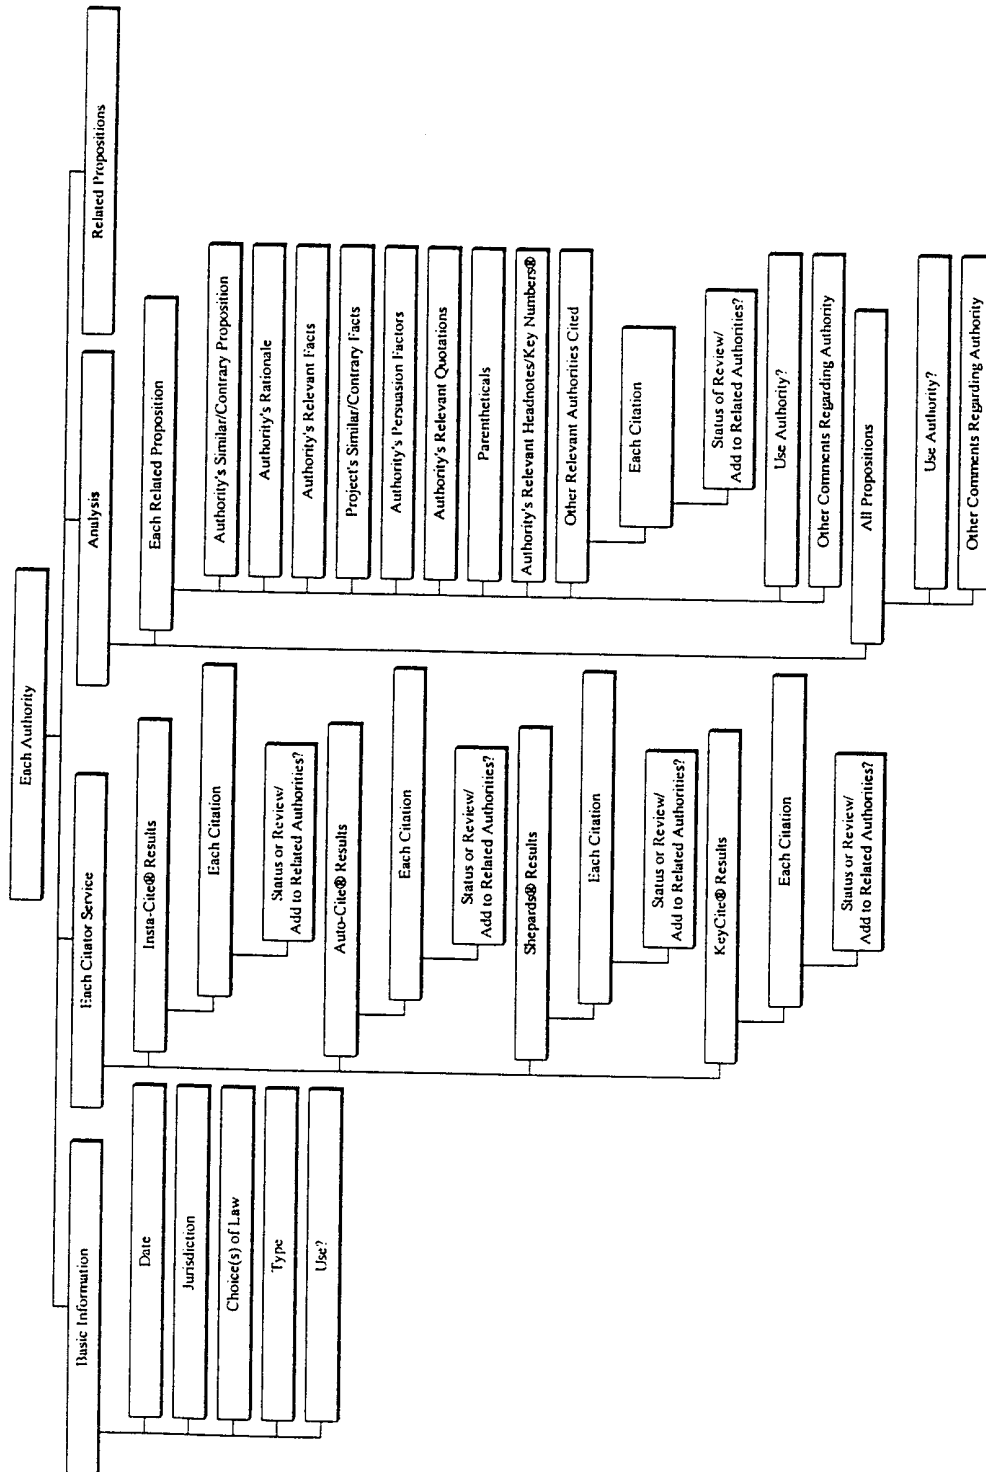 Each Authority
Basic Information
Date
Jurisdiction
Choice(s) of Law
Type
Use?
Each Citator Service
Insta-Cite® Results
Each Citation
Status or Review/
Add to Related Authorities?
Auto-Cite® Results
Each Citation
Status or Review/
Add to Related Authorities?
Shepards® Results
Each Citation
Status or Review/
Add to Related Authorities?
KeyCite® Results
Each Citation
Status or Review/
Add to Related Authorities?
Analysis
Each Related Proposition
Authority's Similar/Contrary Proposition
Authority's Rationale
Authority's Relevant Facts
Project's Similar/Contrary Facts
Authority's Persuasion Factors
Authority's Relevant Quotations
Parentheticals
Authority's Relevant Headnotes/Key Numbers®
Other Relevant Authorities Cited
Each Citation
Status of Review/
Add to Related Authorities?
Use Authority?
Other Comments Regarding Authority
All Propositions
Use Authority?
Other Comments Regarding Authority
Related Propositions